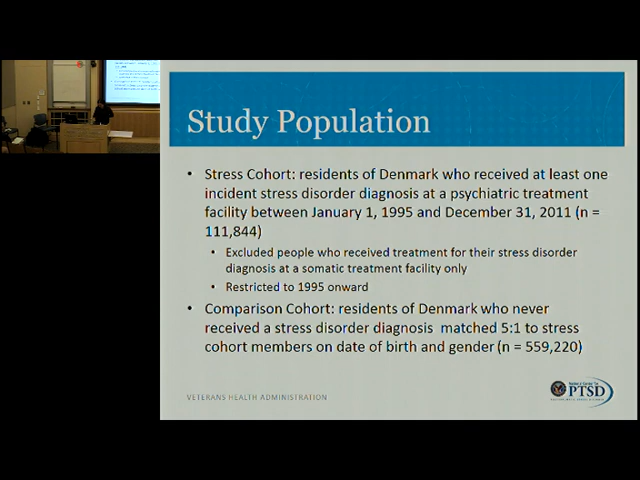 Study Population
• Stress Cohort: residents of Denmark who received at least one
incident stress disorder diagnosis at a psychiatric treatment
facility between January 1, 1995 and December 31, 2011 (n =
111,844)
• Excluded people who received treatment for their stress disorder
diagnosis at a somatic treatment facility only
• Restricted to 1995 onward
• Comparison Cohort: residents of Denmark who never
received a stress disorder diagnosis matched 5:1 to stress
cohort members on date of birth and gender (n = 559,220)
VETERANS HEALTH ADMINISTRATION
PTSD